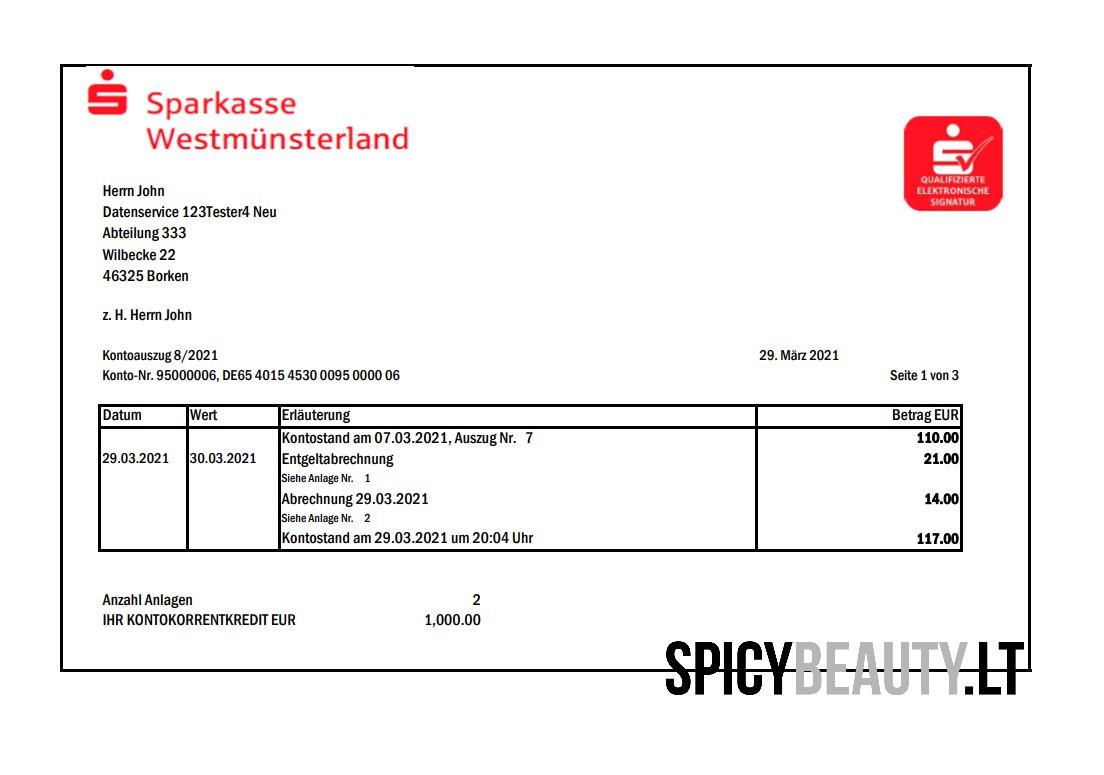 Sparkasse
Westmünsterland
QUALIFIZIERTE
ELEKTRONISCHE
SIGNATUR
Herrn John
Datenservice 123Tester4 Neu
Abteilung 333
Wilbecke 22
46325 Borken
z. H. Herrn John
Kontoauszug 8/2021 29. März 2021
Konto-Nr. 95000006, DE65 4015 4530 0095 0000 06 Seite 1 von 3
Datum Wert Erläuterung Betrag EUR
Kontostand am 07.03.2021, Auszug Nr. 7 110.00
29.03.2021 30.03.2021 Entgeltabrechnung 21.00
Siehe Anlage Nr. 1
Abrechnung 29.03.2021 14.00
Siehe Anlage Nr. 2
Kontostand am 29.03.2021 um 20:04 Uhr 117.00
Anzahl Anlagen 2
IHR KONTOKORRENTKREDIT EUR 1,000.00
SPICYBEAUTY.LT